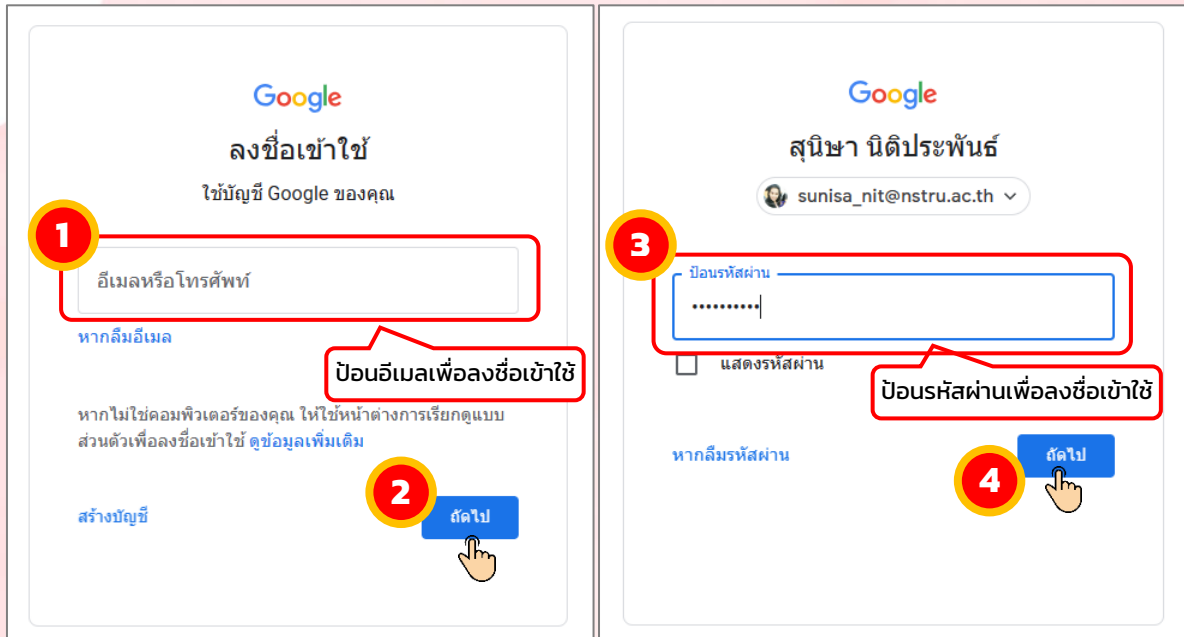 Google
ลงชื่อเข้าใช้
ใช้บัญชี Google ของคุณ
1
อีเมลหรือโทรศัพท์
หากลืมอีเมล
ป้อนอีเมลเพื่อลงชื่อเข้าใช้
หากไม่ใช่คอมพิวเตอร์ของคุณ ให้ใช้หน้าต่างการเรียกดูแบบ
ส่วนตัวเพื่อลงชื่อเข้าใช้ ดูข้อมูลเพิ่มเติม
2
สร้างบัญชี
ถัดไป
Google
สุนิษา นิติประพันธ์
sunisa_nit@nstru.ac.th
3
ป้อนรหัสผ่าน
••••••••••
แสดงรหัสผ่าน
ป้อนรหัสผ่านเพื่อลงชื่อเข้าใช้
หากลืมรหัสผ่าน
ถัดไป
4